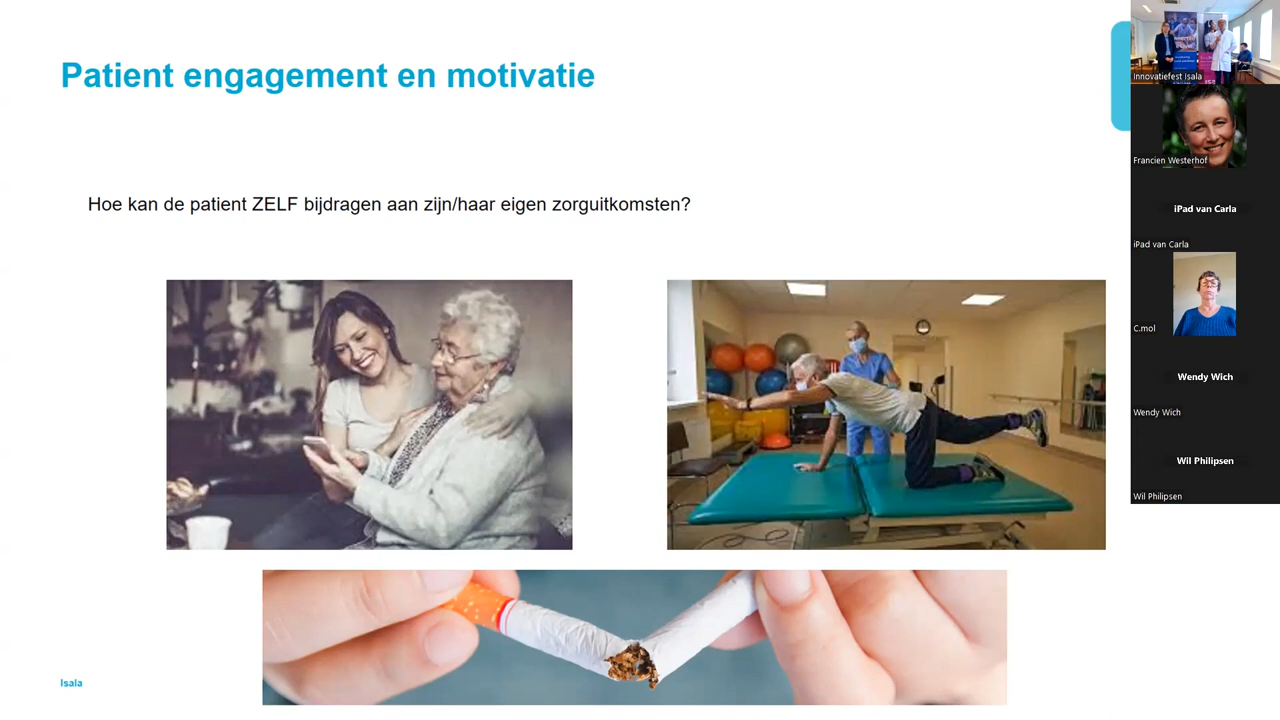 Patient engagement en motivatie
Hoe kan de patient ZELF bijdragen aan zijn/haar eigen zorguitkomsten?
Isala
Innovatiefest Isala
Francien Westerhof
iPad van Carla
iPad van Carla
C.mol
Wendy Wich
Wendy Wich
Wil Philipsen
Wil Philipsen